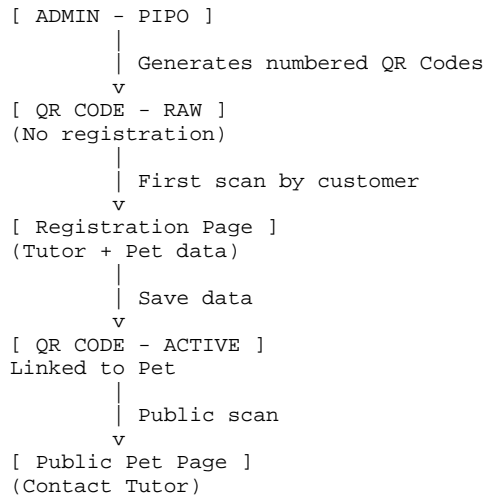 [ ADMIN - PIPO ]
|
| Generates numbered QR Codes
v
[ QR CODE - RAW ]
(No registration)
|
| First scan by customer
v
[ Registration Page ]
(Tutor + Pet data)
|
| Save data
v
[ QR CODE - ACTIVE ]
Linked to Pet
|
| Public scan
v
[ Public Pet Page ]
(Contact Tutor)